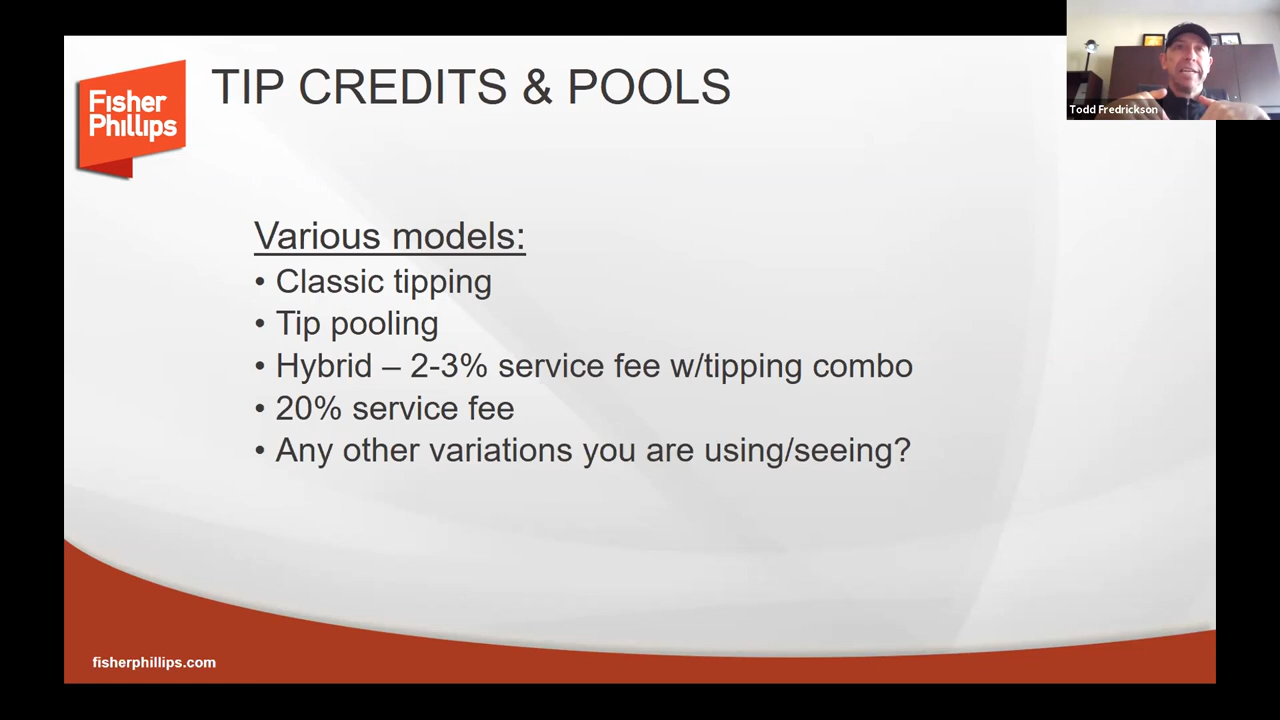 Fisher
Phillips
TIP CREDITS & POOLS
Todd Fredrickson
Various models:
• Classic tipping
• Tip pooling
• Hybrid – 2-3% service fee w/tipping combo
• 20% service fee
• Any other variations you are using/seeing?
fisherphillips.com